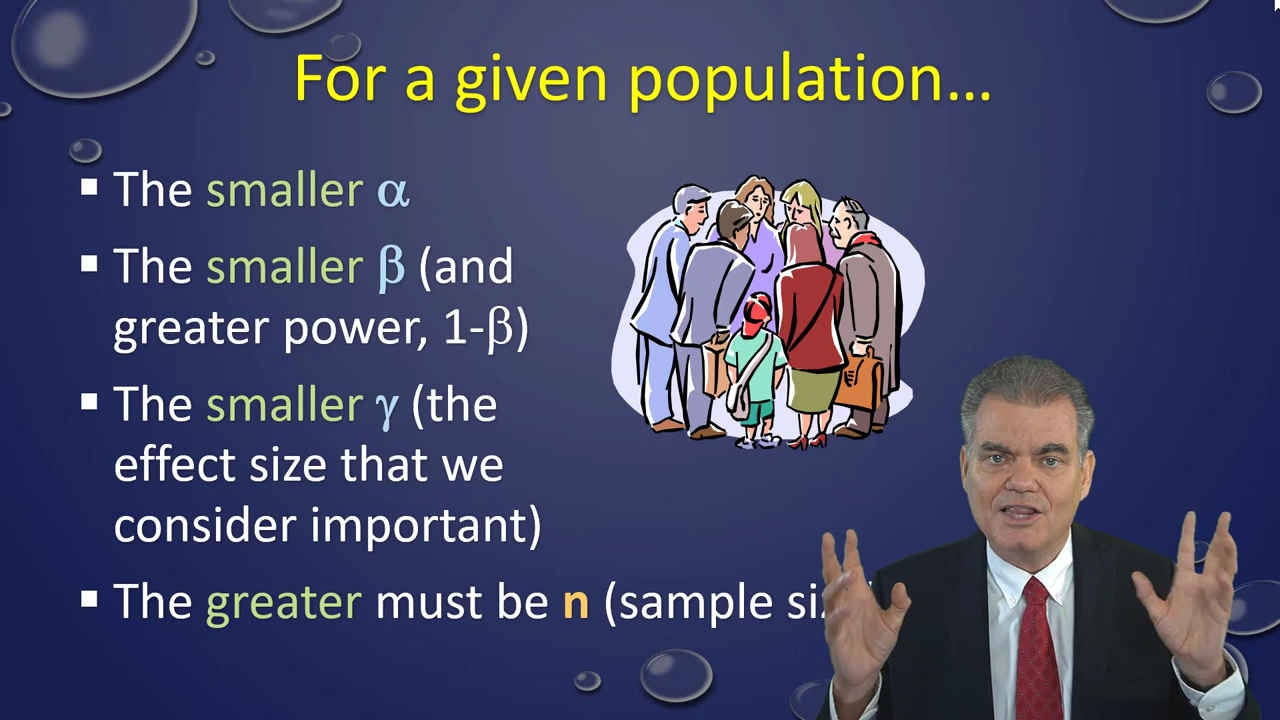 For a given population…
▪ The smaller α
▪ The smaller β (and
greater power, 1-β)
▪ The smaller γ (the
effect size that we
consider important)
▪ The greater must be n (sample